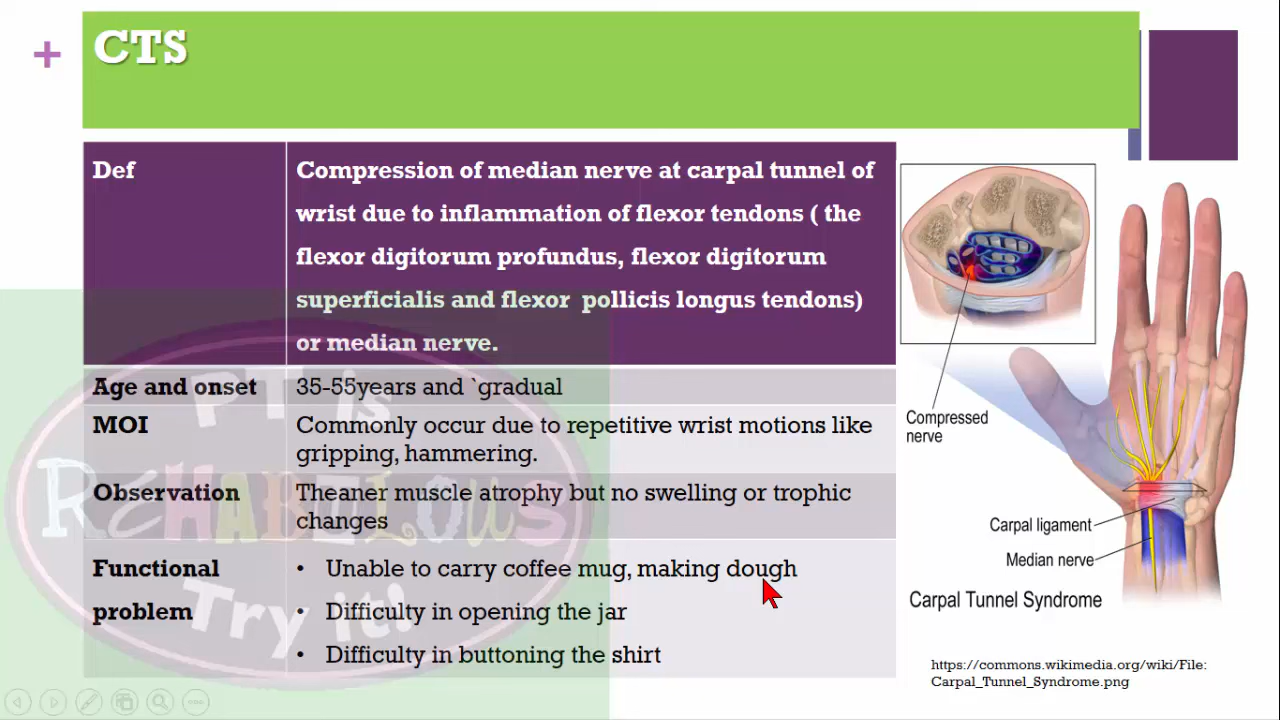 + CTS
Def
Compression of median nerve at carpal tunnel of
wrist due to inflammation of flexor tendons ( the
flexor digitorum profundus, flexor digitorum
superficialis and flexor pollicis longus tendons)
or median nerve.
Age and onset
35-55years and `gradual
MOI
Commonly occur due to repetitive wrist motions like
gripping, hammering.
Observation
Theaner muscle atrophy but no swelling or trophic
changes
Functional
problem
• Unable to carry coffee mug, making dough
• Difficulty in opening the jar
• Difficulty in buttoning the shirt
Compressed
nerve
Carpal ligament
Median nerve
Carpal Tunnel Syndrome
https://commons.wikimedia.org/wiki/File:
Carpal_Tunnel_Syndrome.png
PT is
REHABULOUS
Try it!